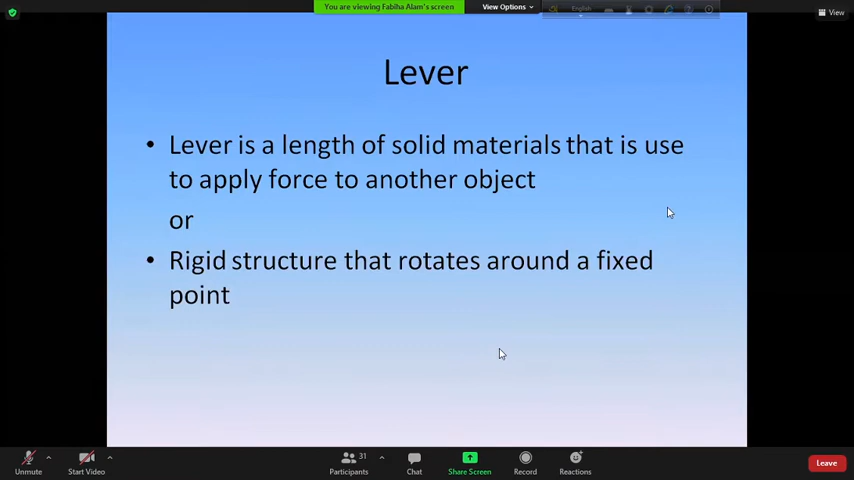 You are viewing Fabiha Alam's screen
View Options
English
View
Lever
• Lever is a length of solid materials that is use
to apply force to another object
or
• Rigid structure that rotates around a fixed
point
Unmute
Start Video
31
Participants
Chat
Share Screen
Record
Reactions
Leave